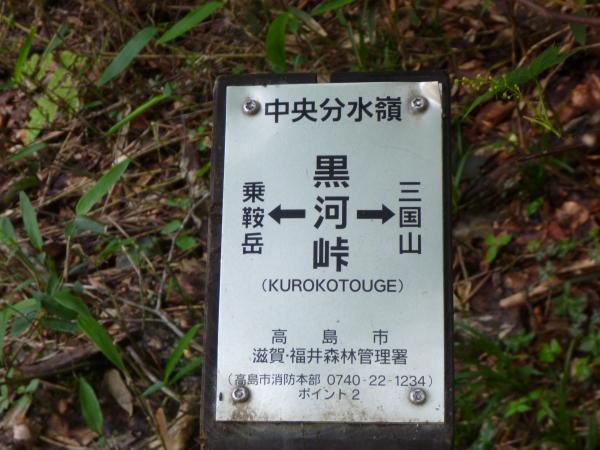 中央分水嶺
乗鞍岳 ← 黒河峠 → 三国山
(KUROKOTOUGE)
高島市
滋賀·福井森林管理署
(高島市消防本部 0740-22-1234)
ポイント2